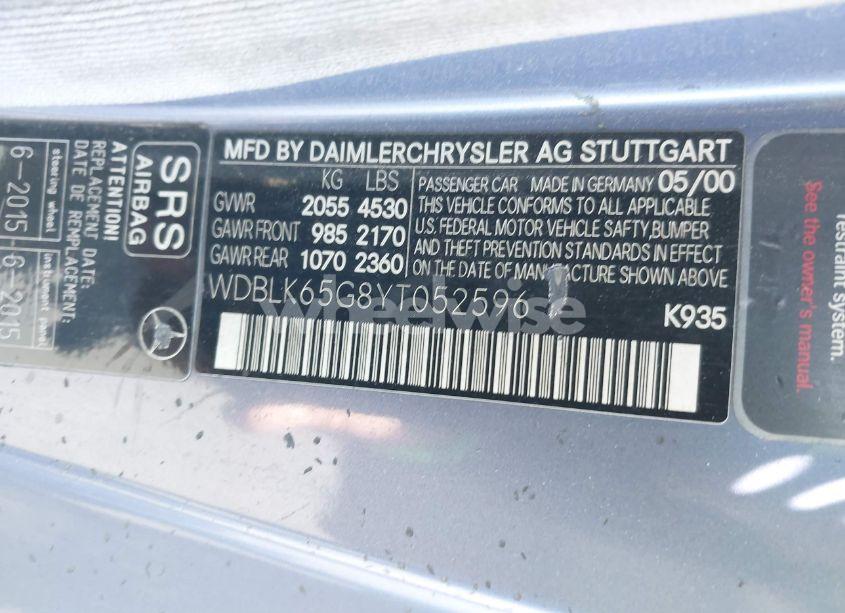 MFD BY DAIMLERCHRYSLER AG STUTTGART
KG LBS
GVWR 2055 4530
GAWR FRONT 985 2170
GAWR REAR 1070 2360
PASSENGER CAR MADE IN GERMANY 05/00
THIS VEHICLE CONFORMS TO ALL APPLICABLE
U.S. FEDERAL MOTOR VEHICLE SAFTY,BUMPER
AND THEFT PREVENTION STANDARDS IN EFFECT
ON THE DATE OF MANUFACTURE SHOWN ABOVE
WDBLK65G8YT052596
K935
wheelwise
SRS
AIRBAG
ATTENTION!
REPLACEMENT DATE:
DATE DE REMPLACEMENT:
steering wheel
6-2015
instrument panel
6-2015
restraint system.
See the owner's manual.